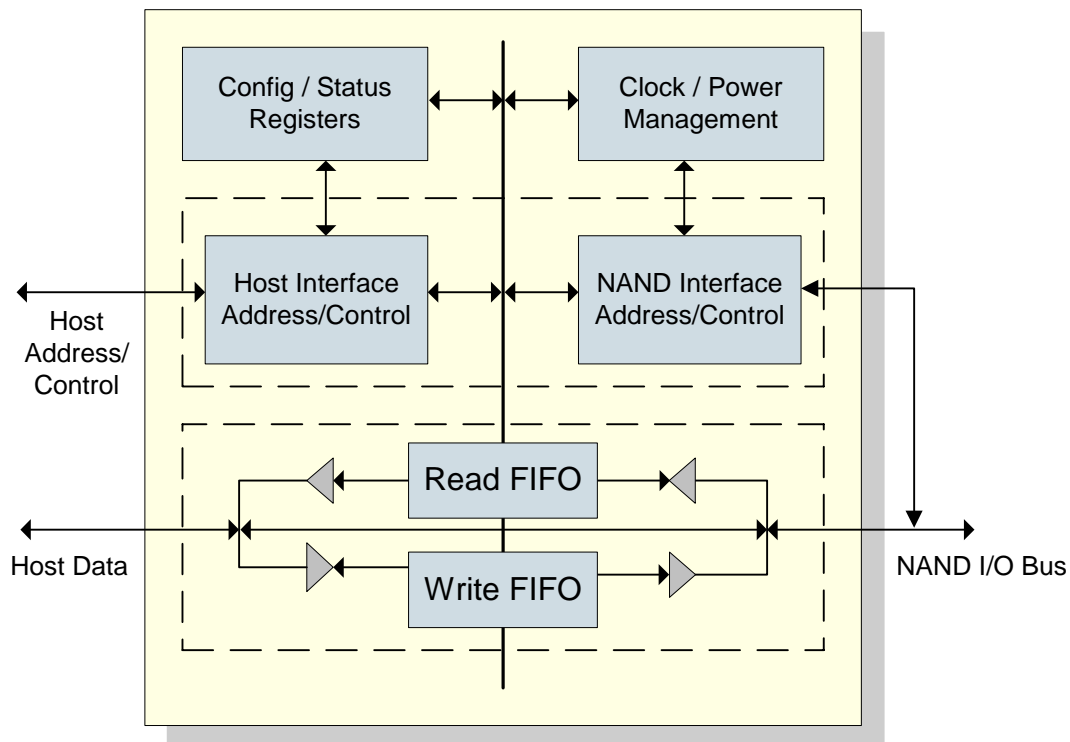 Config / Status
Registers
Clock / Power
Management
Host Interface
Address/Control
NAND Interface
Address/Control
Host
Address/
Control
Read FIFO
Host Data
NAND I/O Bus
Write FIFO